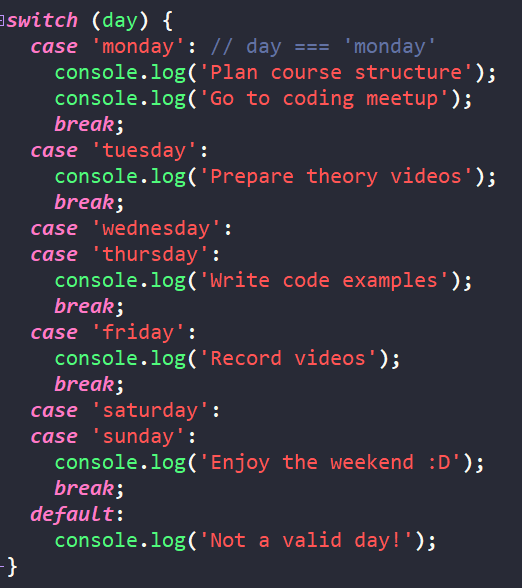 switch (day) {
  case 'monday': // day === 'monday'
    console.log('Plan course structure');
    console.log('Go to coding meetup');
    break;
  case 'tuesday':
    console.log('Prepare theory videos');
    break;
  case 'wednesday':
  case 'thursday':
    console.log('Write code examples');
    break;
  case 'friday':
    console.log('Record videos');
    break;
  case 'saturday':
  case 'sunday':
    console.log('Enjoy the weekend :D');
    break;
  default:
    console.log('Not a valid day!');
}